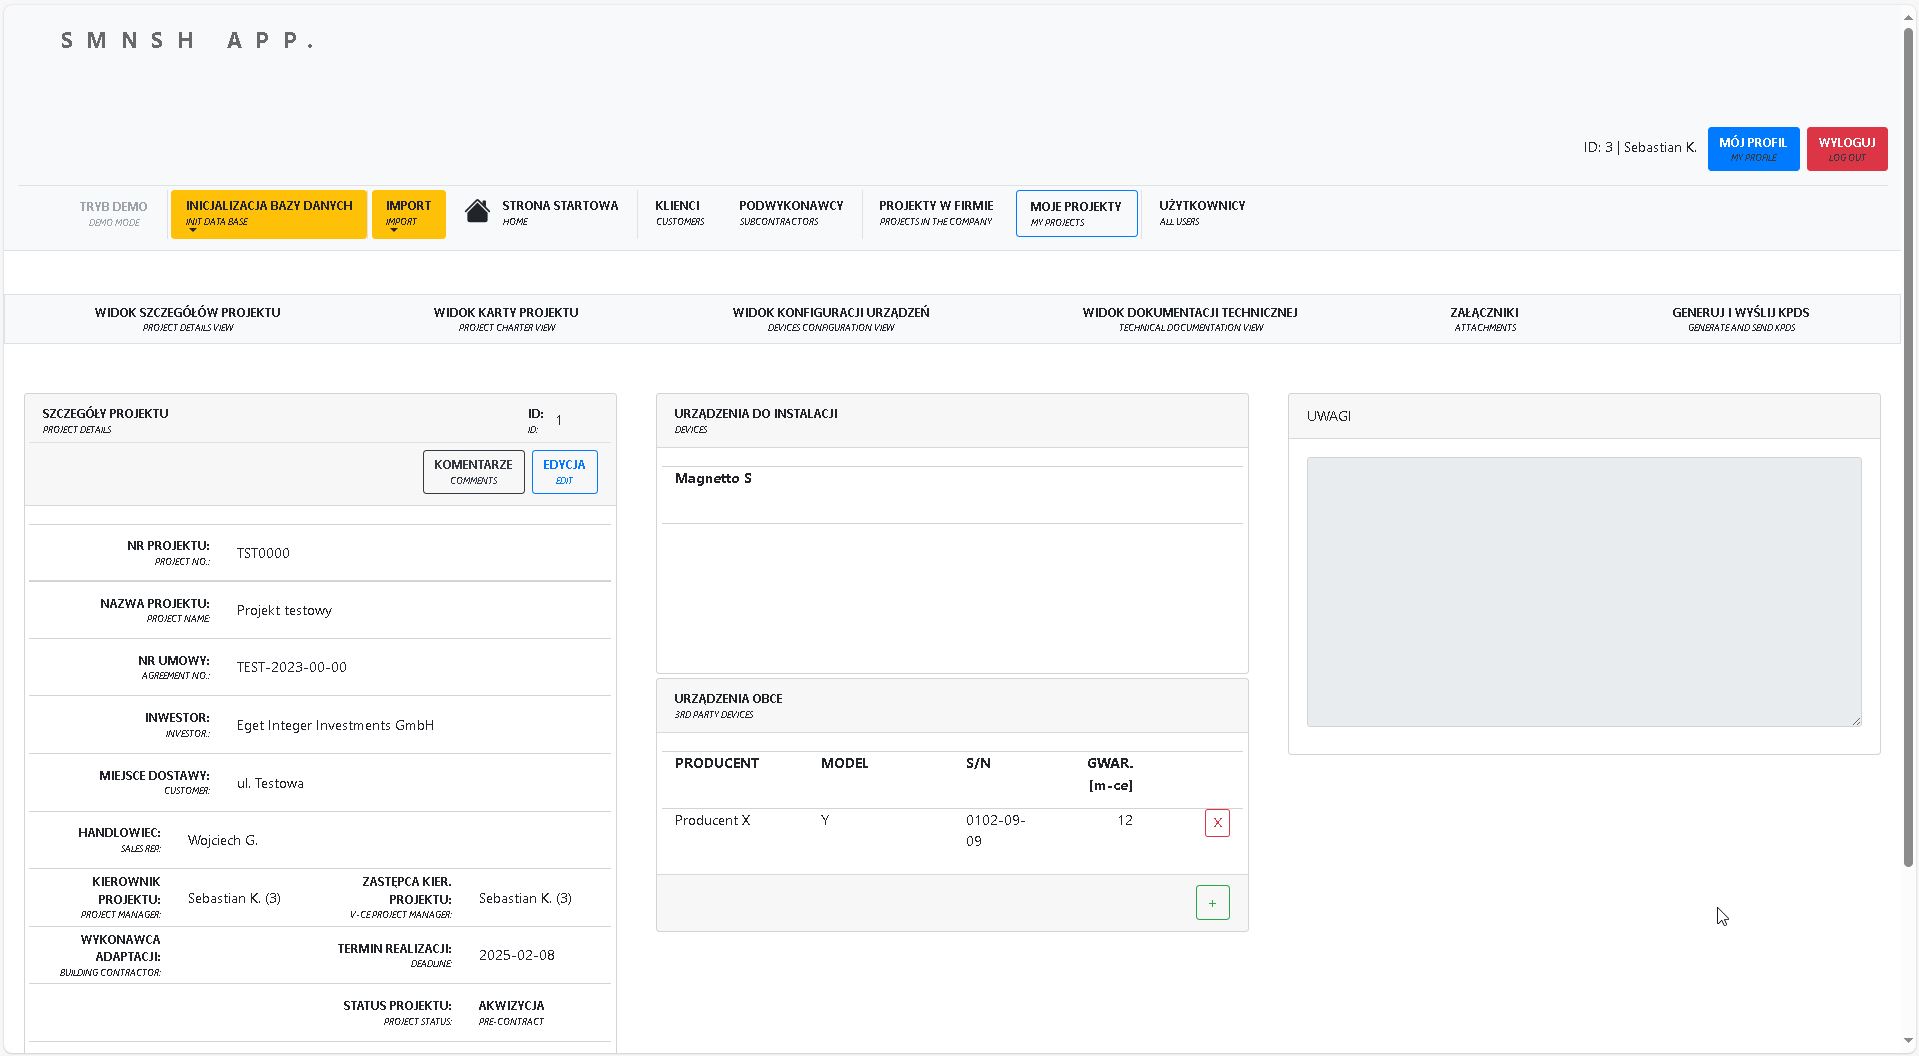 SMNSH APP.
ID: 3 | Sebastian K.
MÓJ PROFIL
MY PROFILE
WYLOGUJ
LOG OUT
TRYB DEMO
DEMO MODE
INICJALIZACJA BAZY DANYCH
INIT DATA BASE
IMPORT
IMPORT
STRONA STARTOWA
HOME
KLIENCI
CUSTOMERS
PODWYKONAWCY
SUBCONTRACTORS
PROJEKTY W FIRMIE
PROJECTS IN THE COMPANY
MOJE PROJEKTY
MY PROJECTS
UŻYTKOWNICY
ALL USERS
WIDOK SZCZEGÓŁÓW PROJEKTU
PROJECT DETAILS VIEW
WIDOK KARTY PROJEKTU
PROJECT CHARTER VIEW
WIDOK KONFIGURACJI URZĄDZEŃ
DEVICES CONFIGURATION VIEW
WIDOK DOKUMENTACJI TECHNICZNEJ
TECHNICAL DOCUMENTATION VIEW
ZAŁĄCZNIKI
ATTACHMENTS
GENERUJ I WYŚLIJ KPDS
GENERATE AND SEND KPDS
SZCZEGÓŁY PROJEKTU
PROJECT DETAILS
ID: 1
ID:
KOMENTARZE
COMMENTS
EDYCJA
EDIT
NR PROJEKTU: TST0000
PROJECT NO.:
NAZWA PROJEKTU: Projekt testowy
PROJECT NAME:
NR UMOWY: TEST-2023-00-00
AGREEMENT NO.:
INWESTOR: Eget Integer Investments GmbH
INVESTOR.:
MIEJSCE DOSTAWY: ul. Testowa
CUSTOMER:
HANDLOWIEC: Wojciech G.
SALES REP:
KIEROWNIK
PROJEKTU: Sebastian K. (3)
PROJECT MANAGER:
ZASTĘPCA KIER.
PROJEKTU: Sebastian K. (3)
V-CE PROJECT MANAGER:
WYKONAWCA
ADAPTACJI:
BUILDING CONTRACTOR:
TERMIN REALIZACJI: 2025-02-08
DEADLINE:
STATUS PROJEKTU: AKWIZYCJA
PROJECT STATUS: PRE-CONTRACT
URZĄDZENIA DO INSTALACJI
DEVICES
Magnetto S
URZĄDZENIA OBCE
3RD PARTY DEVICES
PRODUCENT MODEL S/N GWAR.
[m-ce]
Producent X Y 0102-09- 12 X
09
+
UWAGI